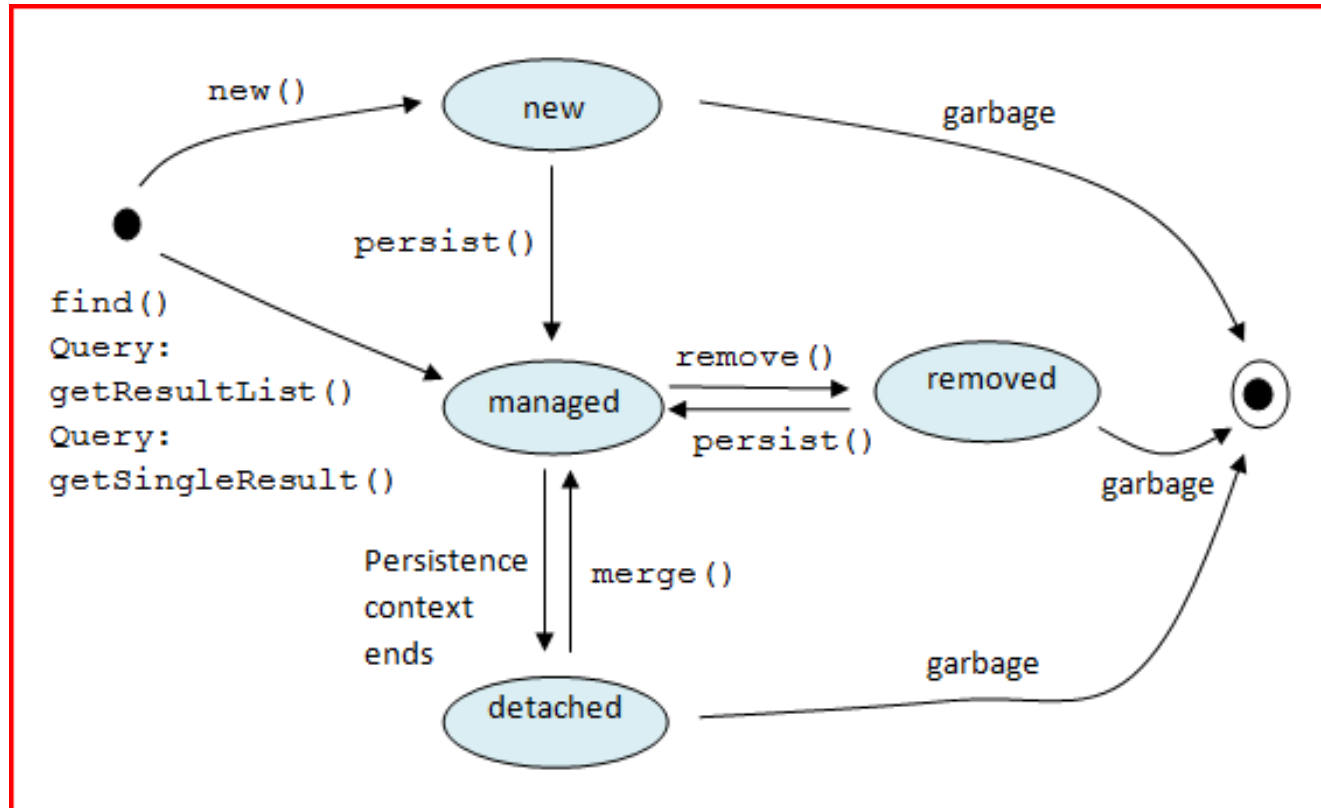 new()
new
garbage
persist()
find()
Query:
getResultList()
Query:
getSingleResult()
managed
remove()
persist()
removed
garbage
Persistence
context
ends
merge()
garbage
detached